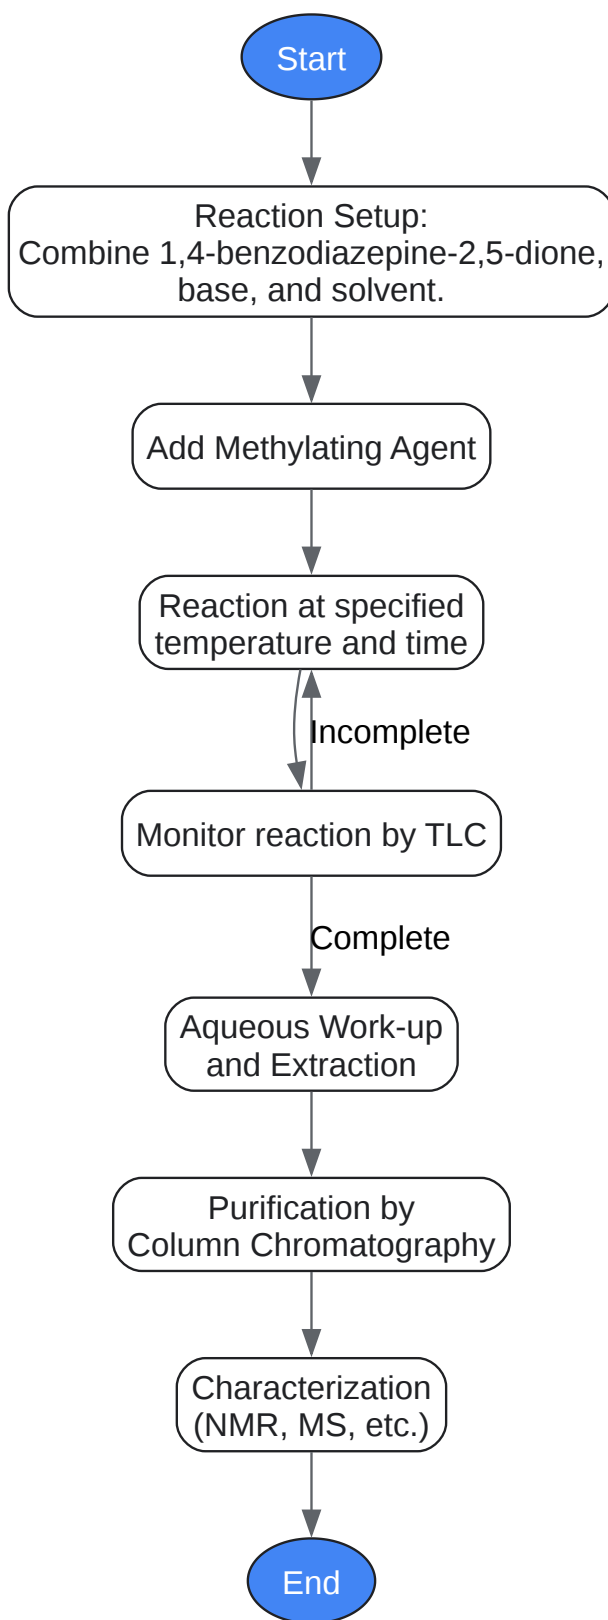 Start
Reaction Setup:
Combine 1,4-benzodiazepine-2,5-dione,
base, and solvent.
Add Methylating Agent
Reaction at specified
temperature and time
Incomplete
Monitor reaction by TLC
Complete
Aqueous Work-up
and Extraction
Purification by
Column Chromatography
Characterization
(NMR, MS, etc.)
End